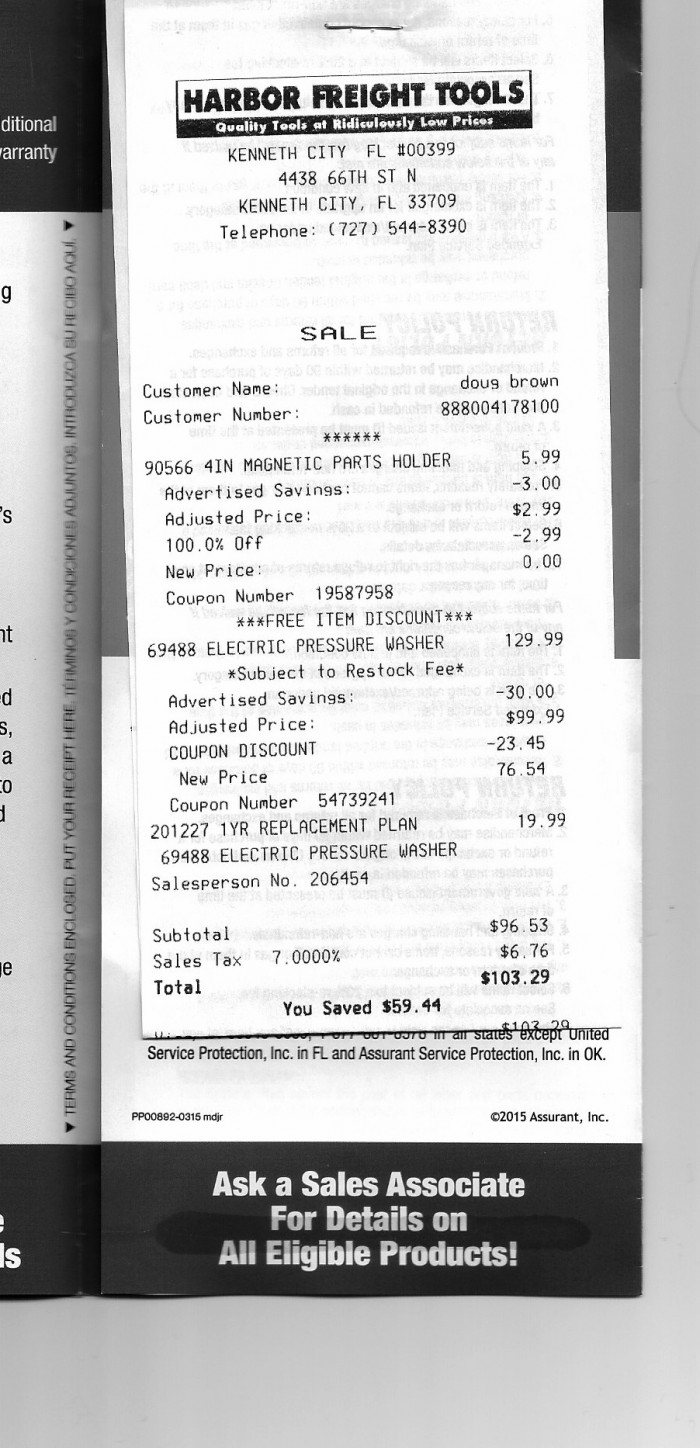 HARBOR FREIGHT TOOLS
Quality Tools at Ridiculously Low Prices
KENNETH CITY FL #00399
4438 66TH ST N
KENNETH CITY, FL 33709
Telephone: (727) 544-8390
SALE
Customer Name: doug brown
Customer Number: 888004178100
******
90566 4IN MAGNETIC PARTS HOLDER 5.99
Advertised Savings: -3.00
Adjusted Price: $2.99
100.0% Off -2.99
New Price: 0.00
Coupon Number 19587958
***FREE ITEM DISCOUNT***
69488 ELECTRIC PRESSURE WASHER 129.99
*Subject to Restock Fee*
Advertised Savings: -30.00
Adjusted Price: $99.99
COUPON DISCOUNT -23.45
New Price 76.54
Coupon Number 54739241
201227 1YR REPLACEMENT PLAN 19.99
69488 ELECTRIC PRESSURE WASHER
Salesperson No. 206454
Subtotal $96.53
Sales Tax 7.0000% $6.76
Total $103.29
You Saved $59.44
$103.29
in all states except United
Service Protection, Inc. in FL and Assurant Service Protection, Inc. in OK.
PP00892-0315 mdjr ©2015 Assurant, Inc.
Ask a Sales Associate
For Details on
All Eligible Products!
▼ TERMS AND CONDITIONS ENCLOSED. PUT YOUR RECEIPT HERE. TÉRMINOS Y CONDICIONES ADJUNTOS. INTRODUZCA SU RECIBO AQUÍ. ▼